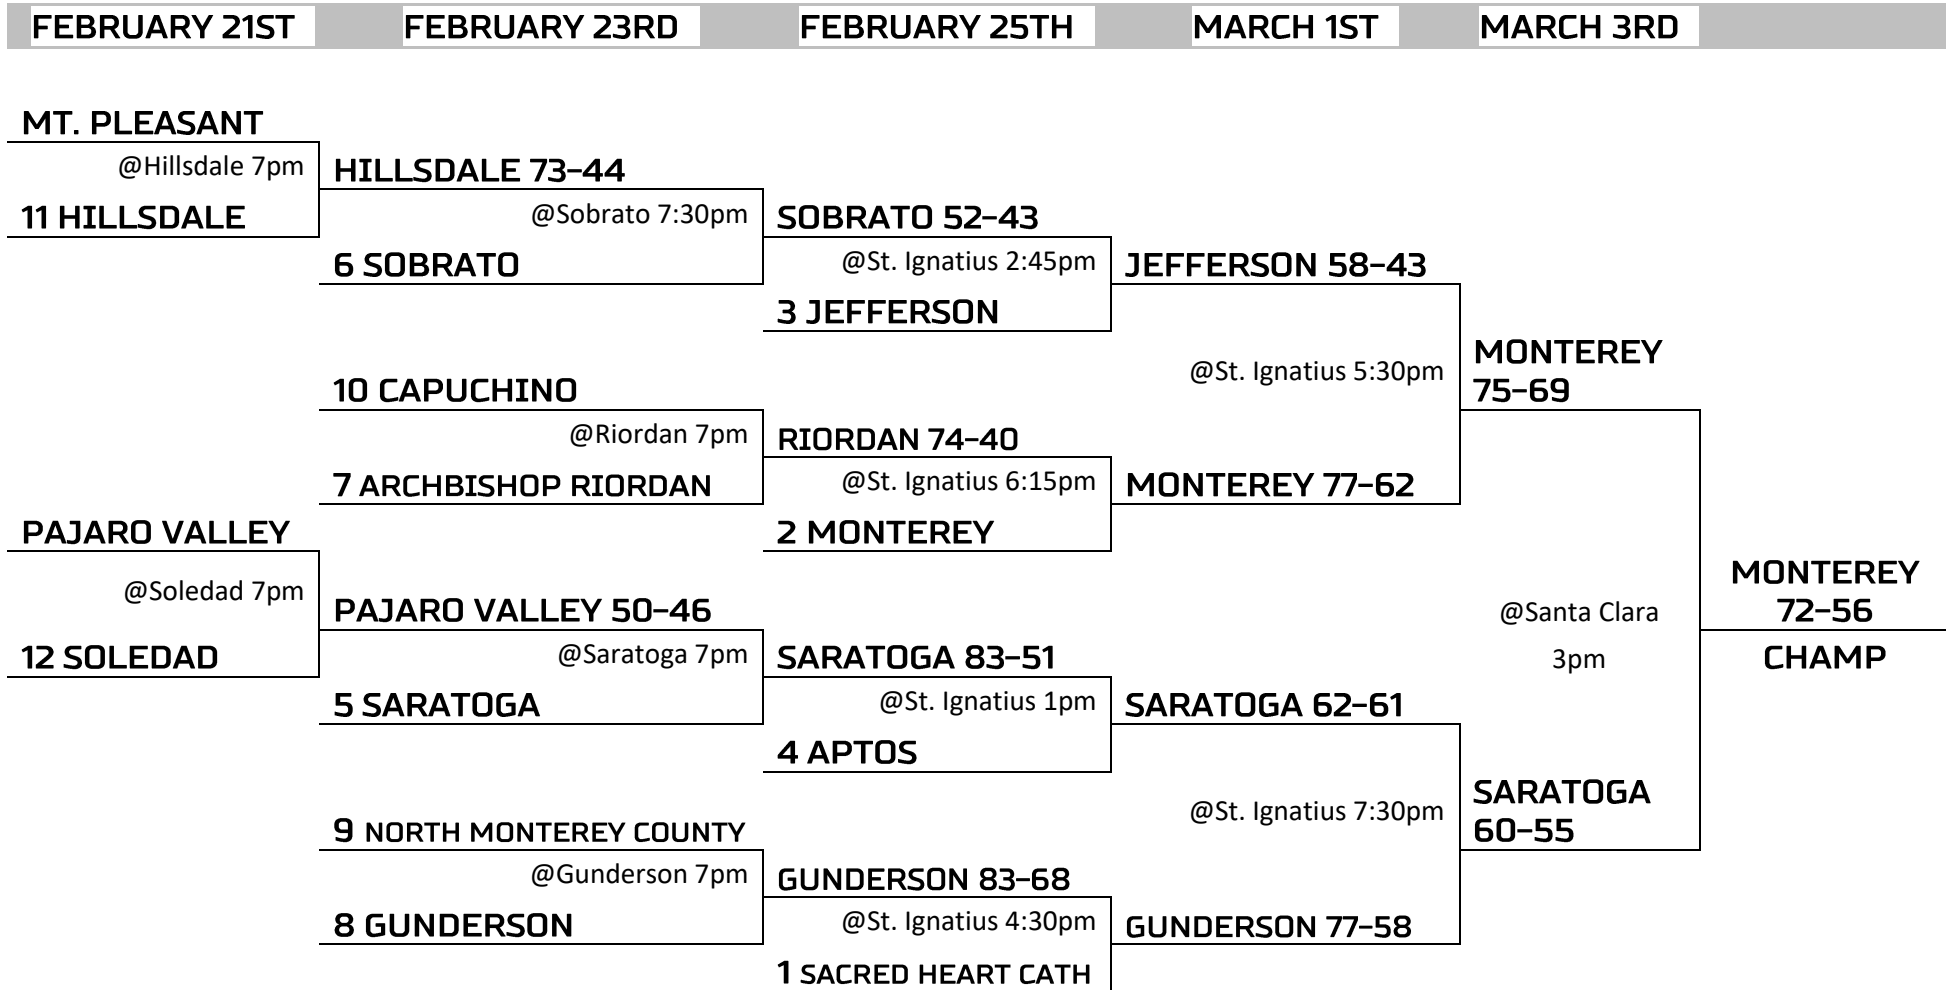 FEBRUARY 21ST FEBRUARY 23RD FEBRUARY 25TH MARCH 1ST MARCH 3RD
MT. PLEASANT
@Hillsdale 7pm
HILLSDALE 73-44
11 HILLSDALE
@Sobrato 7:30pm
SOBRATO 52-43
6 SOBRATO
@St. Ignatius 2:45pm
JEFFERSON 58-43
3 JEFFERSON
MONTEREY
75-69
@St. Ignatius 5:30pm
10 CAPUCHINO
@Riordan 7pm
RIORDAN 74-40
7 ARCHBISHOP RIORDAN
@St. Ignatius 6:15pm
MONTEREY 77-62
2 MONTEREY
PAJARO VALLEY
@Soledad 7pm
PAJARO VALLEY 50-46
12 SOLEDAD
@Saratoga 7pm
SARATOGA 83-51
5 SARATOGA
@St. Ignatius 1pm
SARATOGA 62-61
4 APTOS
@Santa Clara
3pm
MONTEREY
72-56
CHAMP
@St. Ignatius 7:30pm
SARATOGA
60-55
9 NORTH MONTEREY COUNTY
@Gunderson 7pm
GUNDERSON 83-68
8 GUNDERSON
@St. Ignatius 4:30pm
GUNDERSON 77-58
1 SACRED HEART CATH